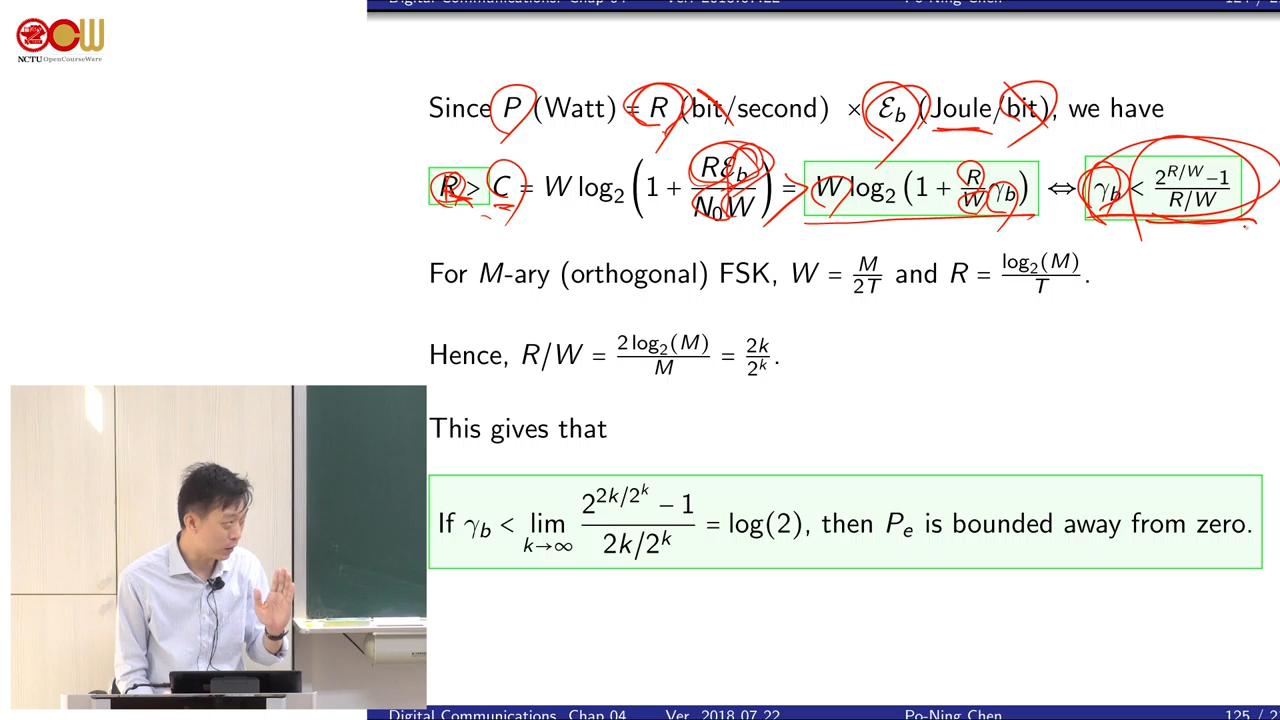 Digital Communications. Chap 04 Ver. 2018.07.22 Po-Ning Chen 124 / 2
NCTU OpenCourseWare
Since P (Watt) = R (bit/second) × ℰ_b (Joule/bit), we have
R > C = W log₂ (1 + Rℰ_b / N₀W) = W log₂ (1 + R/W γ_b) ⇔ γ_b < (2^{R/W} − 1) / (R/W)
For M-ary (orthogonal) FSK, W = M/2T and R = log₂(M)/T.
Hence, R/W = 2 log₂(M)/M = 2k/2^k.
This gives that
If γ_b < lim_{k→∞} (2^{2k/2^k} − 1) / (2k/2^k) = log(2), then P_e is bounded away from zero.
Digital Communications. Chap 04 Ver. 2018.07.22 Po-Ning Chen 125 / 2